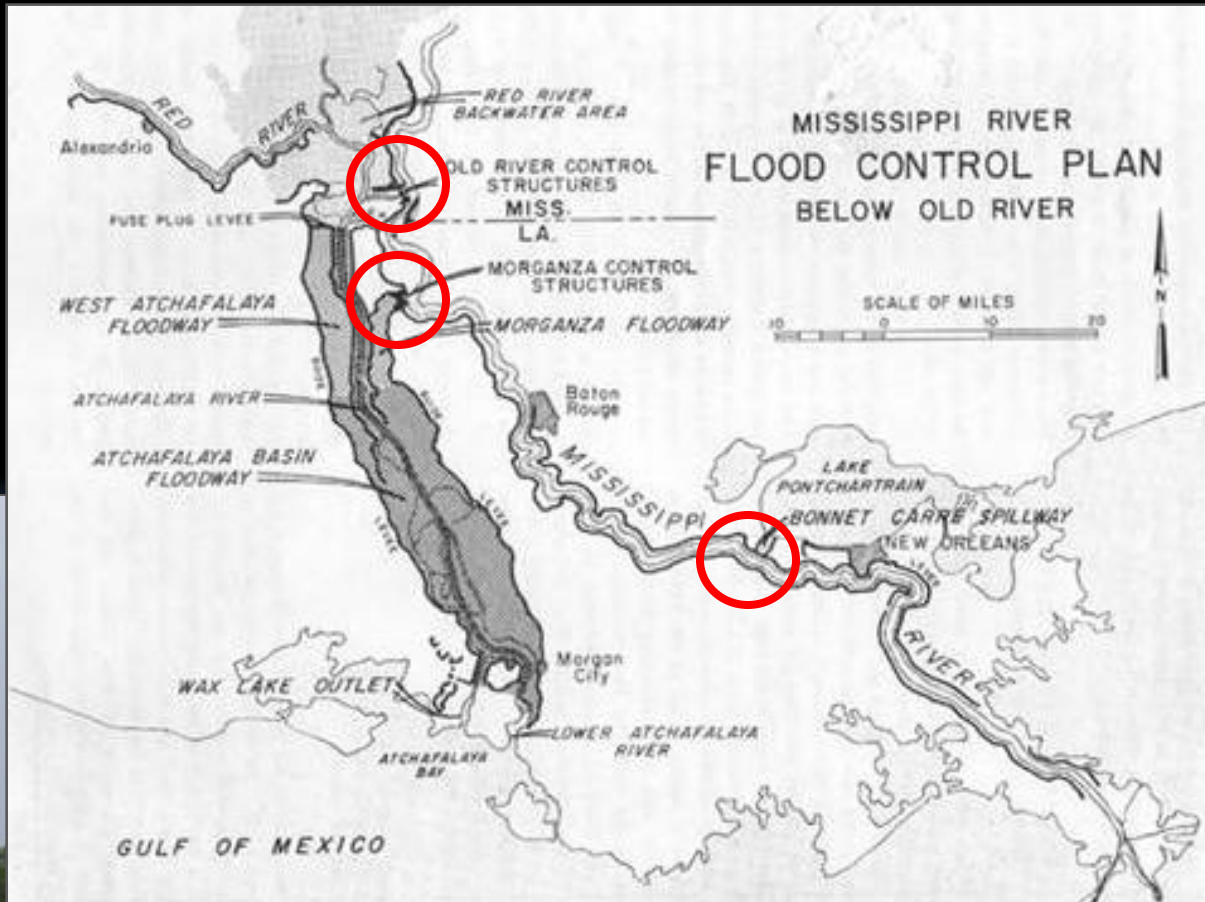 MISSISSIPPI RIVER
FLOOD CONTROL PLAN
BELOW OLD RIVER
RED RIVER
Alexandria
RED RIVER
BACKWATER AREA
OLD RIVER CONTROL
STRUCTURES
MISS.
LA.
FUSE PLUG LEVEE
MORGANZA CONTROL
STRUCTURES
WEST ATCHAFALAYA
FLOODWAY
MORGANZA FLOODWAY
SCALE OF MILES
10 0 10 20
N
GUIDE
GUIDE
ATCHAFALAYA RIVER
Baton
Rouge
ATCHAFALAYA BASIN
FLOODWAY
LEVEE
LEVEE
MISSISSIPPI
LAKE
PONTCHARTRAIN
BONNET CARRE SPILLWAY
NEW ORLEANS
LEVEE
RIVER
Morgan
City
WAX LAKE OUTLET
LOWER ATCHAFALAYA
RIVER
ATCHAFALAYA
BAY
GULF OF MEXICO